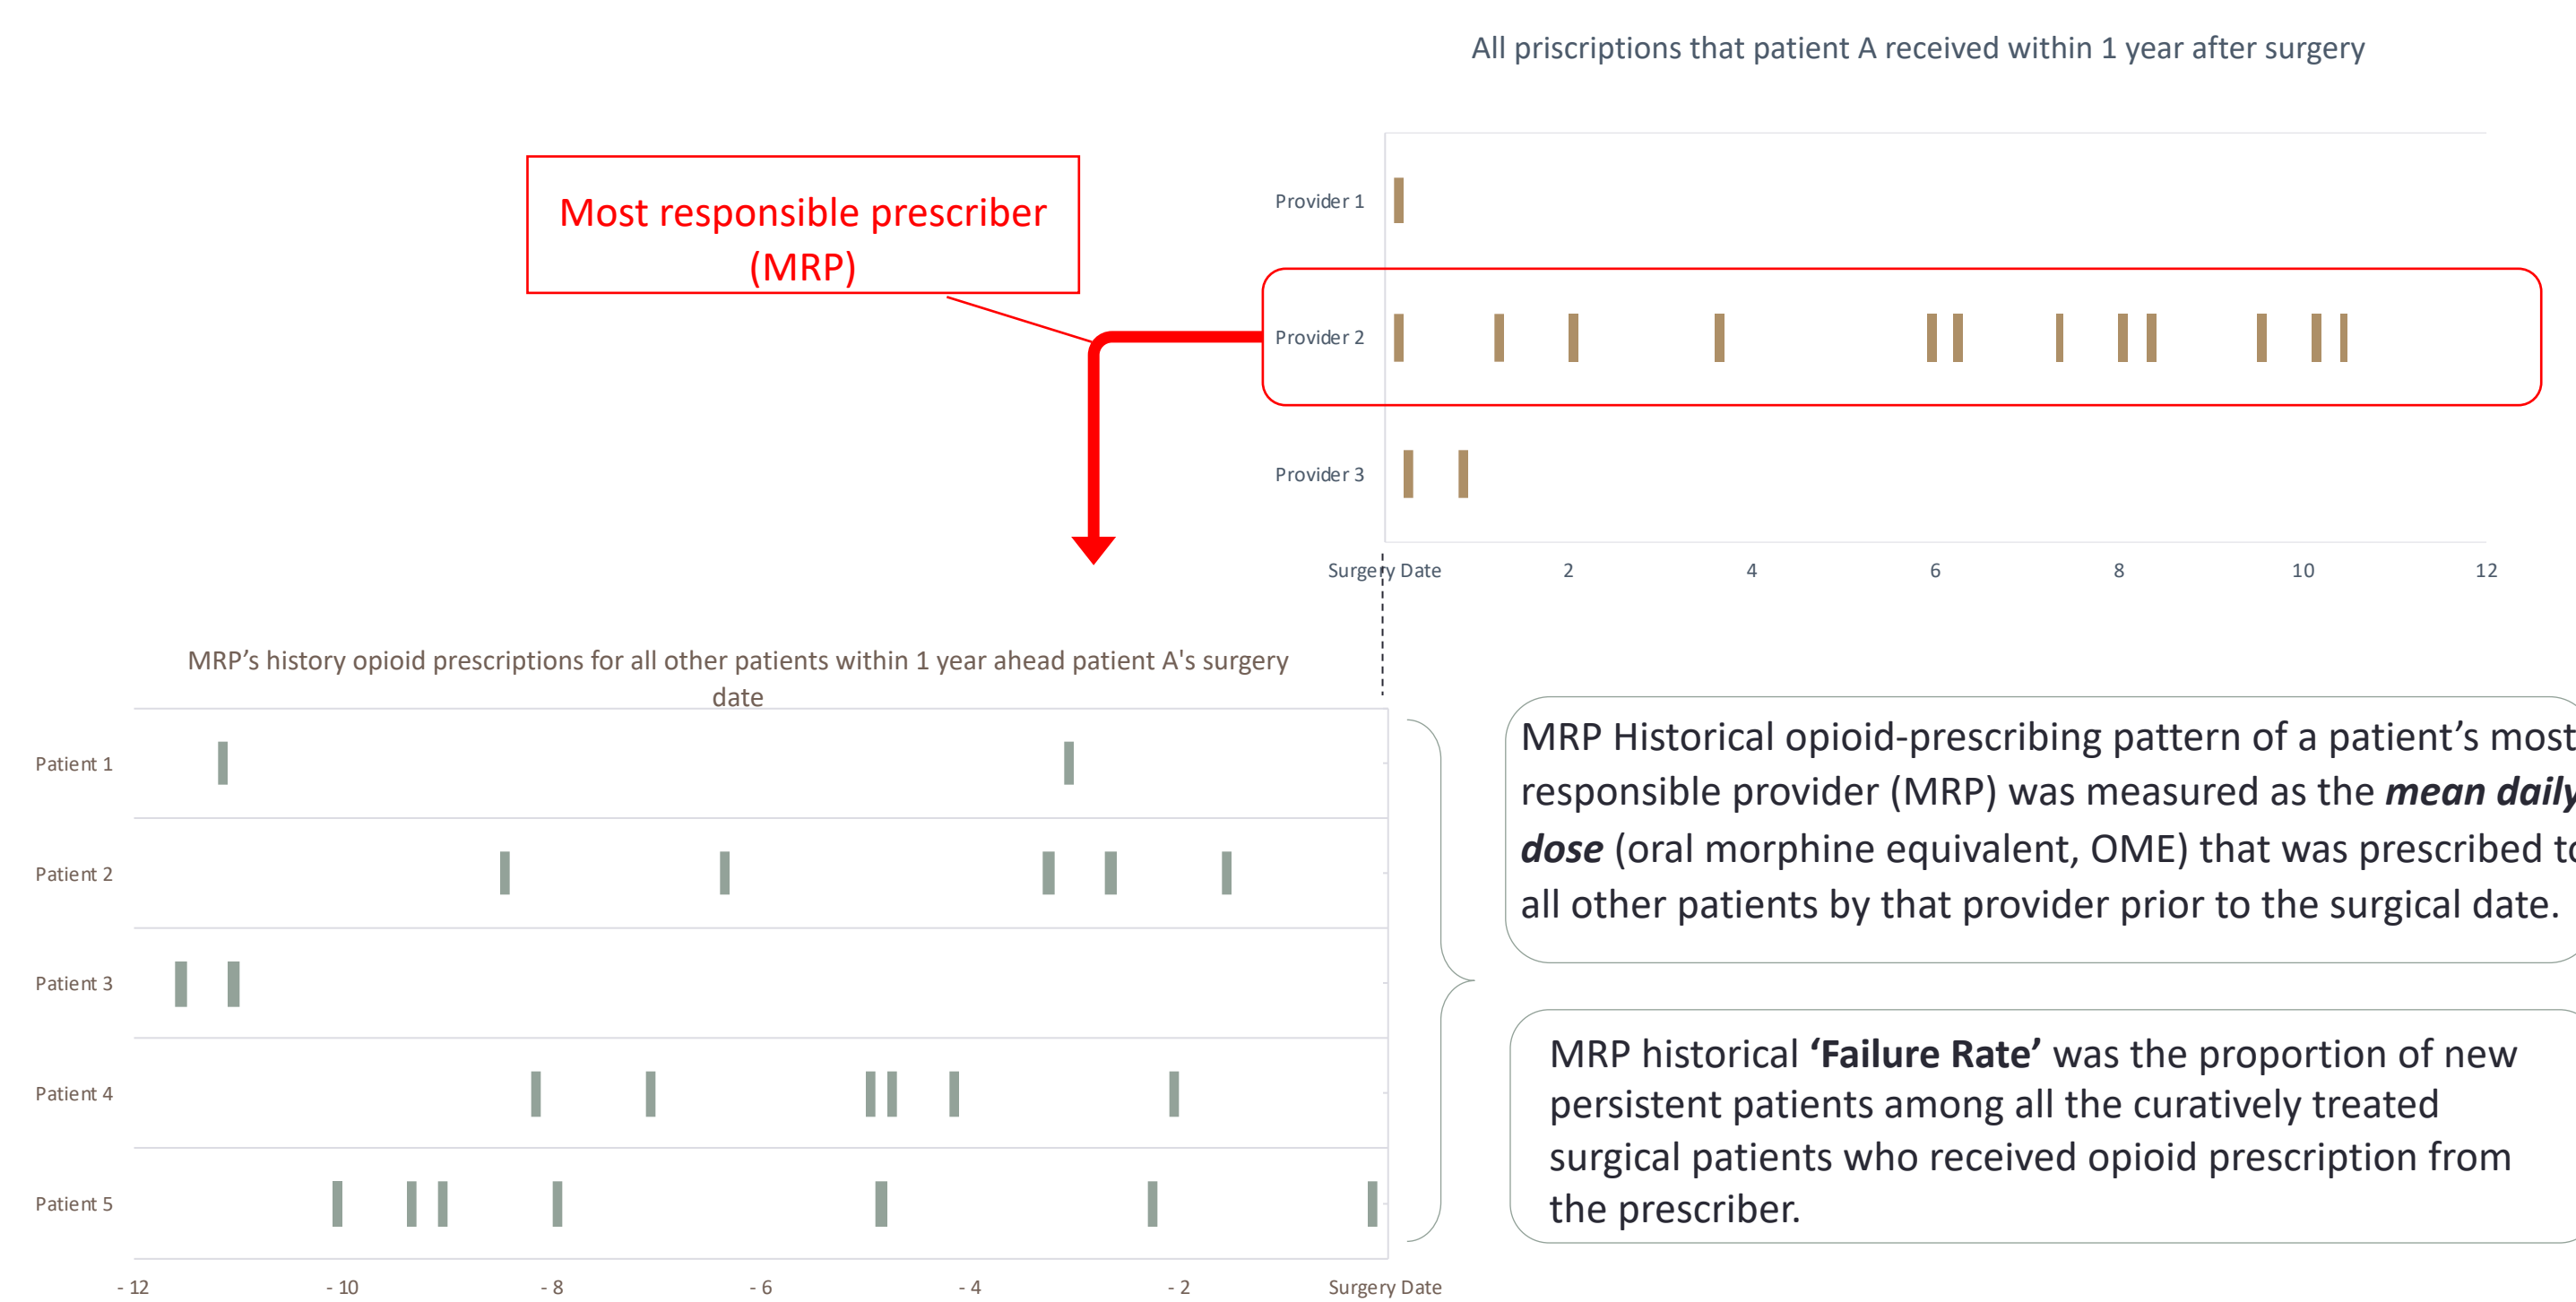 All priscriptions that patient A received within 1 year after surgery
Most responsible prescriber
(MRP)
Provider 1
Provider 2
Provider 3
Surgery Date 2 4 6 8 10 12
MRP’s history opioid prescriptions for all other patients within 1 year ahead patient A's surgery
date
Patient 1
Patient 2
Patient 3
Patient 4
Patient 5
- 12 - 10 - 8 - 6 - 4 - 2 Surgery Date
MRP Historical opioid-prescribing pattern of a patient’s most
responsible provider (MRP) was measured as the mean daily
dose (oral morphine equivalent, OME) that was prescribed to
all other patients by that provider prior to the surgical date.
MRP historical ‘Failure Rate’ was the proportion of new
persistent patients among all the curatively treated
surgical patients who received opioid prescription from
the prescriber.